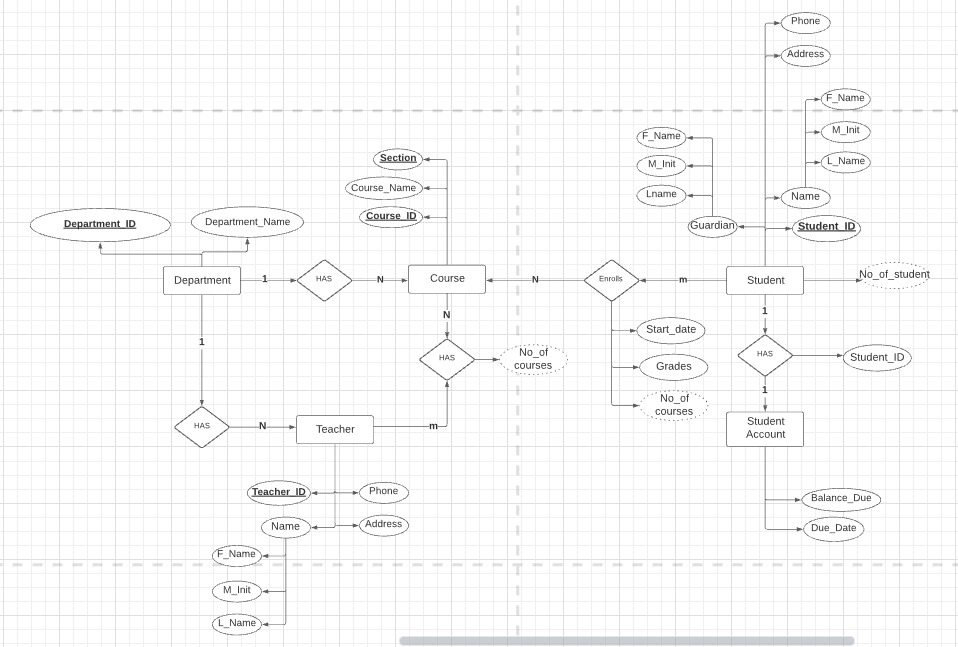 Phone
Address
F_Name
M_Init
L_Name
Name
Student_ID
F_Name
M_Init
Lname
Guardian
Section
Course_Name
Course_ID
Department_ID
Department_Name
Department
1
HAS
N
Course
N
Enrolls
m
Student
No_of_student
1
N
1
HAS
No_of
courses
Start_date
Grades
No_of
courses
HAS
Student_ID
1
HAS
N
Teacher
m
Student
Account
Teacher_ID
Phone
Name
Address
F_Name
M_Init
L_Name
Balance_Due
Due_Date